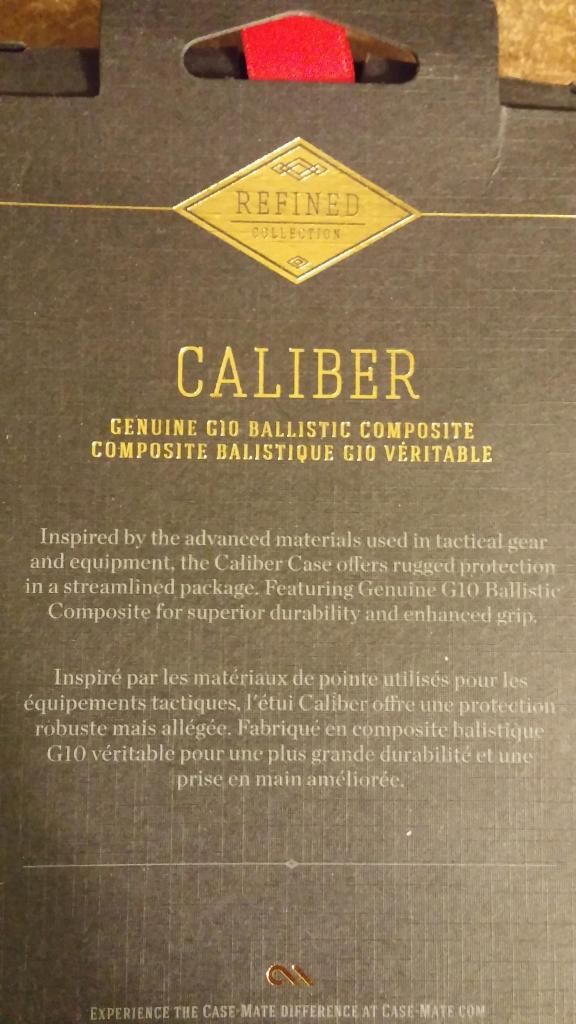 REFINED
COLLECTION
CALIBER
GENUINE G10 BALLISTIC COMPOSITE
COMPOSITE BALISTIQUE G10 VÉRITABLE
Inspired by the advanced materials used in tactical gear
and equipment, the Caliber Case offers rugged protection
in a streamlined package. Featuring Genuine G10 Ballistic
Composite for superior durability and enhanced grip.
Inspiré par les matériaux de pointe utilisés pour les
équipements tactiques, l'étui Caliber offre une protection
robuste mais allégée. Fabriqué en composite balistique
G10 véritable pour une plus grande durabilité et une
prise en main améliorée.
EXPERIENCE THE CASE-MATE DIFFERENCE AT CASE-MATE.COM